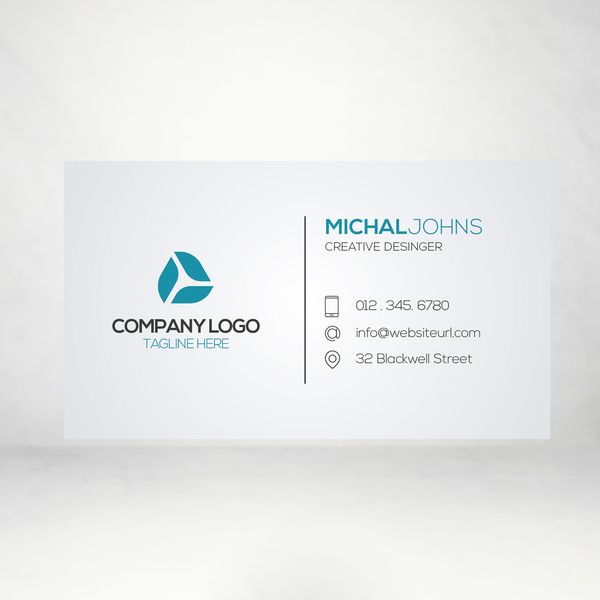 COMPANY LOGO
TAGLINE HERE
MICHALJOHNS
CREATIVE DESINGER
012 . 345. 6780
info@websiteurl.com
32 Blackwell Street